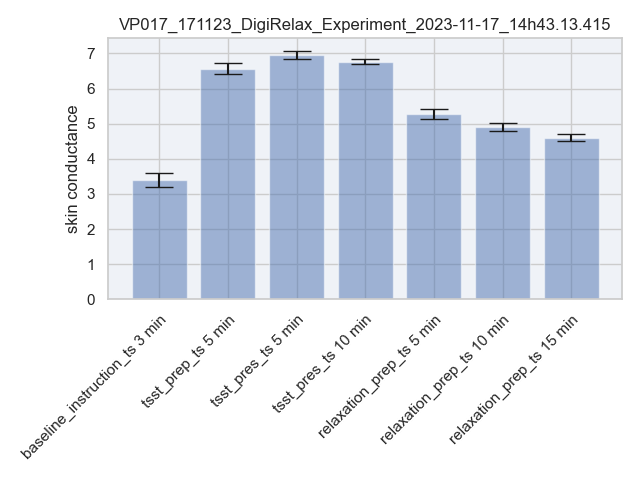 VP017_171123_DigiRelax_Experiment_2023-11-17_14h43.13.415
skin conductance
7
6
5
4
3
2
1
0
baseline_instruction_ts 3 min
tsst_prep_ts 5 min
tsst_pres_ts 5 min
tsst_pres_ts 10 min
relaxation_prep_ts 5 min
relaxation_prep_ts 10 min
relaxation_prep_ts 15 min